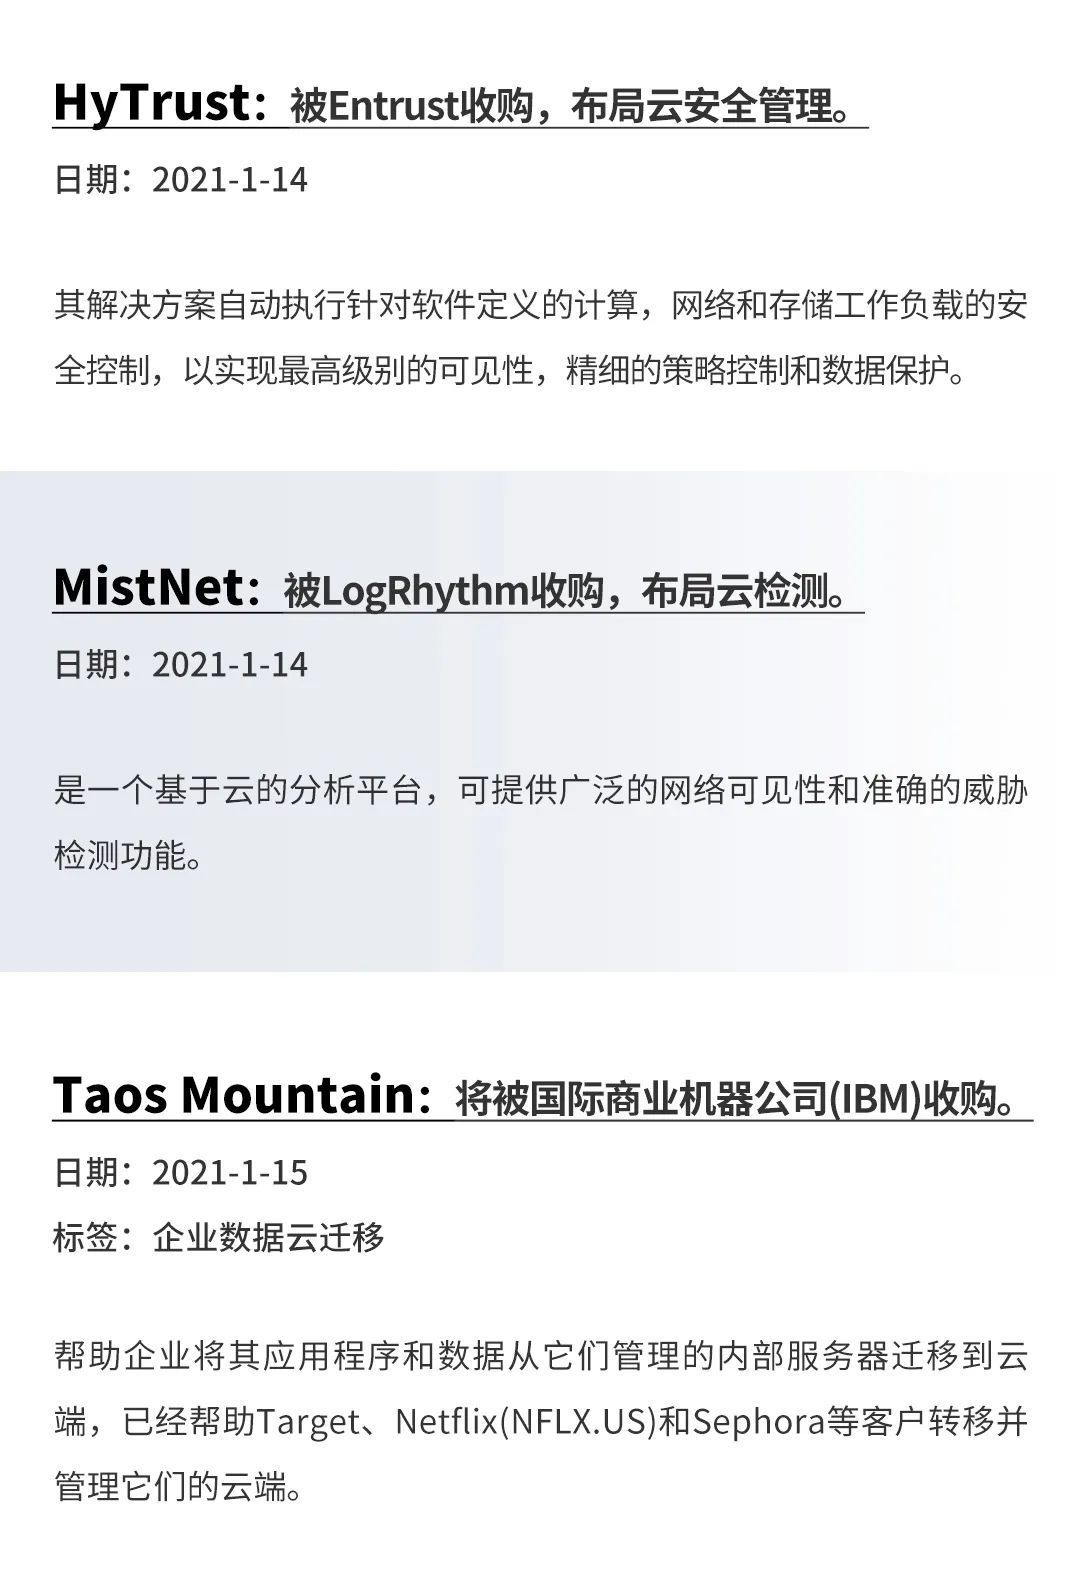 HyTrust：被Entrust收购，布局云安全管理。
日期：2021-1-14
其解决方案自动执行针对软件定义的计算，网络和存储工作负载的安
全控制，以实现最高级别的可见性，精细的策略控制和数据保护。
MistNet：被LogRhythm收购，布局云检测。
日期：2021-1-14
是一个基于云的分析平台，可提供广泛的网络可见性和准确的威胁
检测功能。
Taos Mountain：将被国际商业机器公司(IBM)收购。
日期：2021-1-15
标签：企业数据云迁移
帮助企业将其应用程序和数据从它们管理的内部服务器迁移到云
端，已经帮助Target、Netflix(NFLX.US)和Sephora等客户转移并
管理它们的云端。